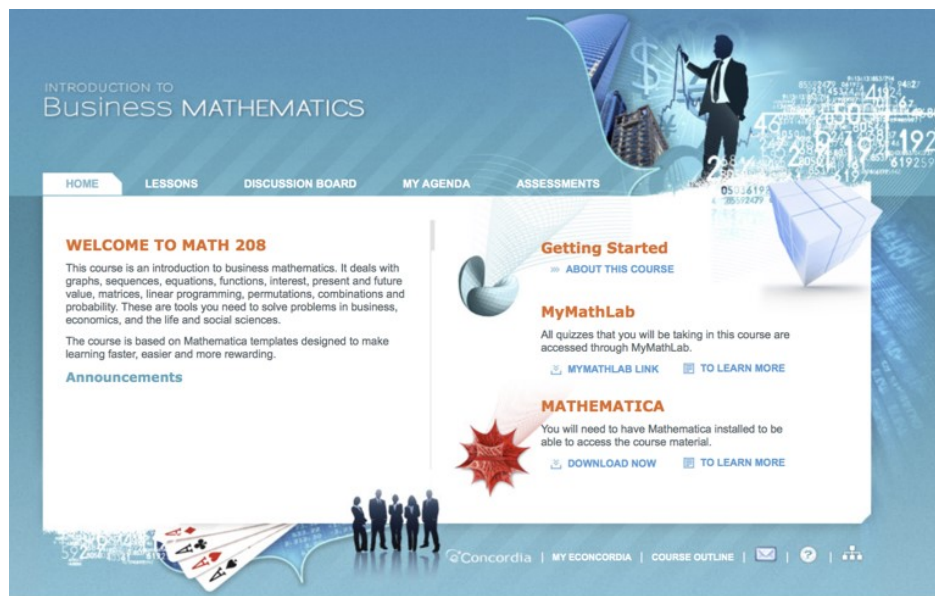 INTRODUCTION TO
Business MATHEMATICS
HOME
LESSONS
DISCUSSION BOARD
MY AGENDA
ASSESSMENTS
WELCOME TO MATH 208
This course is an introduction to business mathematics. It deals with
graphs, sequences, equations, functions, interest, present and future
value, matrices, linear programming, permutations, combinations and
probability. These are tools you need to solve problems in business,
economics, and the life and social sciences.
The course is based on Mathematica templates designed to make
learning faster, easier and more rewarding.
Announcements
Getting Started
ABOUT THIS COURSE
MyMathLab
All quizzes that you will be taking in this course are
accessed through MyMathLab.
MYMATHLAB LINK
TO LEARN MORE
MATHEMATICA
You will need to have Mathematica installed to be
able to access the course material.
DOWNLOAD NOW
TO LEARN MORE
eConcordia | MY ECONCORDIA | COURSE OUTLINE | | ? |